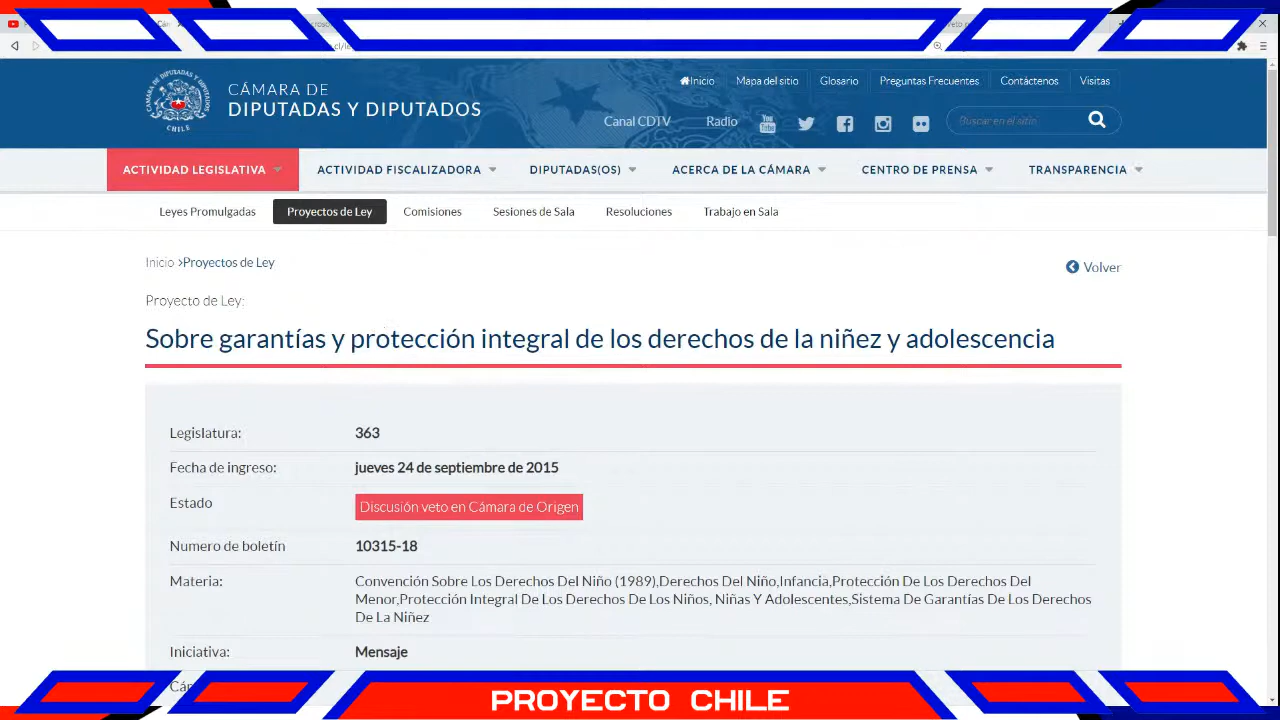 CÁMARA DE
DIPUTADAS Y DIPUTADOS
CÁMARA DE DIPUTADAS Y DIPUTADOS
CHILE
Inicio
Mapa del sitio
Glosario
Preguntas Frecuentes
Contáctenos
Visitas
Canal CDTV
Radio
You Tube
Buscar en el sitio
ACTIVIDAD LEGISLATIVA
ACTIVIDAD FISCALIZADORA
DIPUTADAS(OS)
ACERCA DE LA CÁMARA
CENTRO DE PRENSA
TRANSPARENCIA
Leyes Promulgadas
Proyectos de Ley
Comisiones
Sesiones de Sala
Resoluciones
Trabajo en Sala
Inicio >Proyectos de Ley
Volver
Proyecto de Ley:
Sobre garantías y protección integral de los derechos de la niñez y adolescencia
Legislatura: 363
Fecha de ingreso: jueves 24 de septiembre de 2015
Estado Discusión veto en Cámara de Origen
Numero de boletín 10315-18
Materia: Convención Sobre Los Derechos Del Niño (1989),Derechos Del Niño,Infancia,Protección De Los Derechos Del
Menor,Protección Integral De Los Derechos De Los Niños, Niñas Y Adolescentes,Sistema De Garantías De Los Derechos
De La Niñez
Iniciativa: Mensaje
PROYECTO CHILE